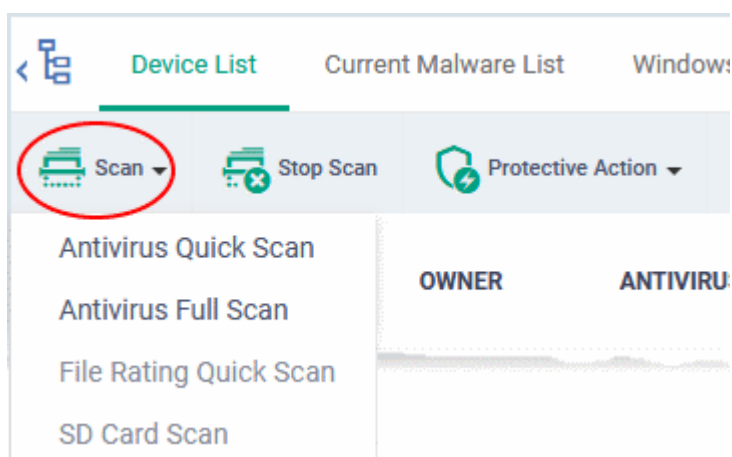 Device List Current Malware List Windows
Scan Stop Scan Protective Action
Antivirus Quick Scan
OWNER ANTIVIRUS
Antivirus Full Scan
File Rating Quick Scan
SD Card Scan